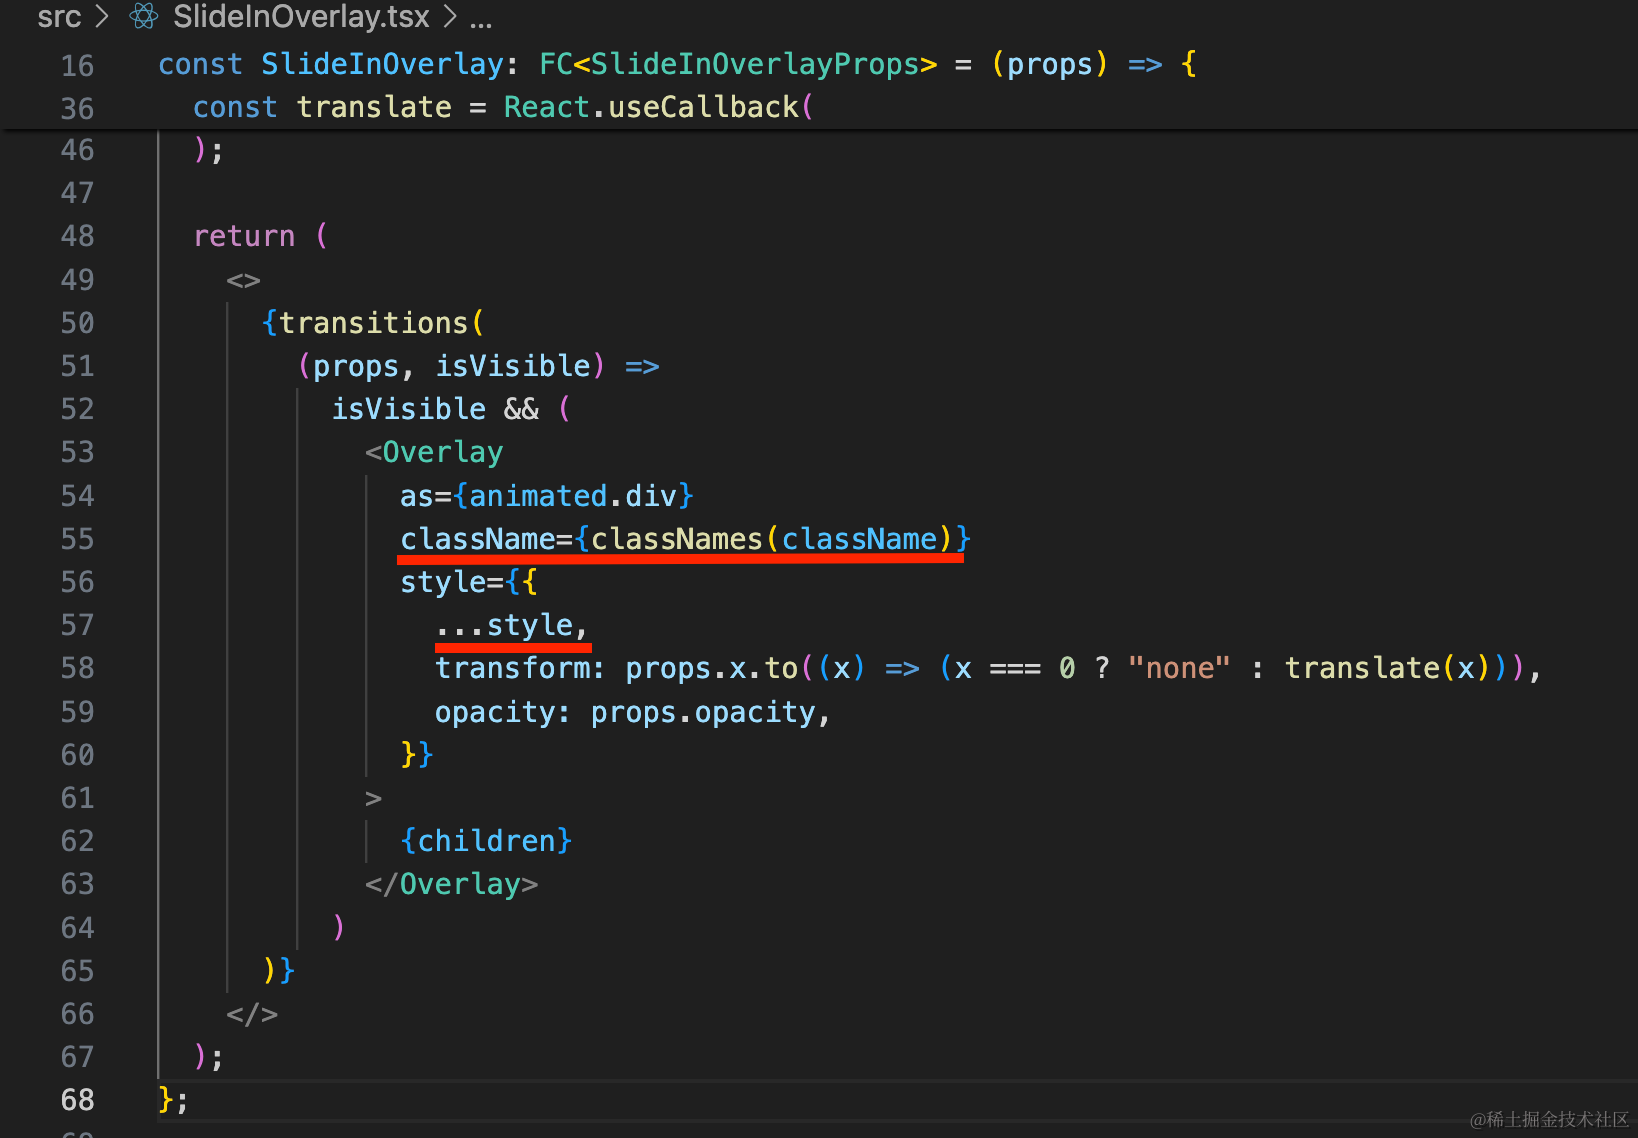 src > SlideInOverlay.tsx > ...
16 const SlideInOverlay: FC<SlideInOverlayProps> = (props) => {
36   const translate = React.useCallback(
46   );
47
48   return (
49     <>
50       {transitions(
51         (props, isVisible) =>
52           isVisible && (
53             <Overlay
54               as={animated.div}
55               className={classNames(className)}
56               style={{
57                 ...style,
58                 transform: props.x.to((x) => (x === 0 ? "none" : translate(x))),
59                 opacity: props.opacity,
60               }}
61             >
62               {children}
63             </Overlay>
64           )
65       )}
66     </>
67   );
68 };
@稀土掘金技术社区